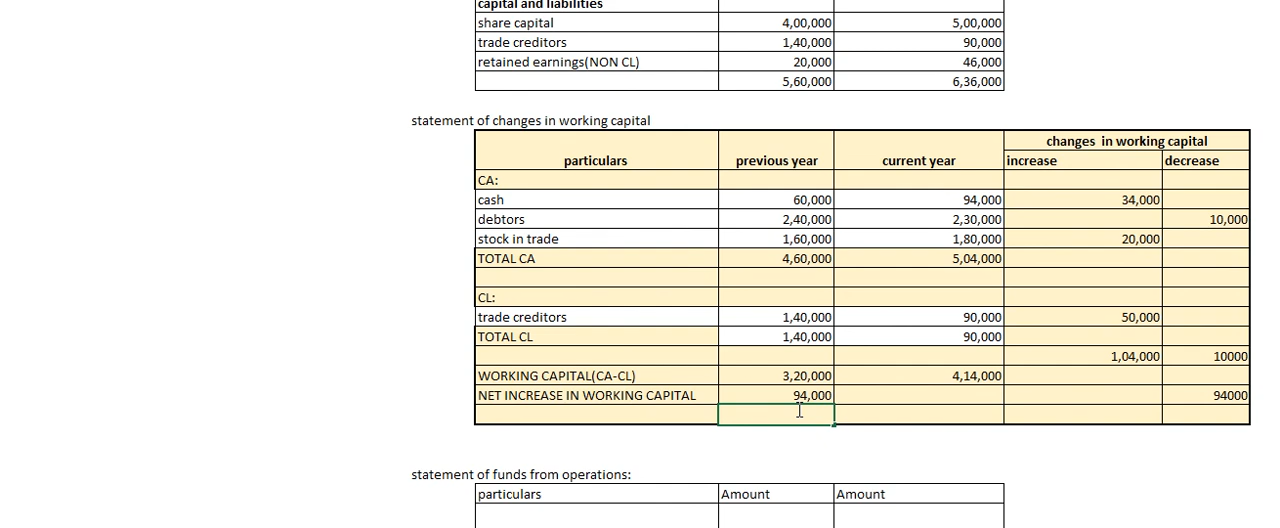 capital and liabilities
share capital 4,00,000 5,00,000
trade creditors 1,40,000 90,000
retained earnings(NON CL) 20,000 46,000
5,60,000 6,36,000
statement of changes in working capital
changes in working capital
particulars previous year current year increase decrease
CA:
cash 60,000 94,000 34,000
debtors 2,40,000 2,30,000 10,000
stock in trade 1,60,000 1,80,000 20,000
TOTAL CA 4,60,000 5,04,000
CL:
trade creditors 1,40,000 90,000 50,000
TOTAL CL 1,40,000 90,000
1,04,000 10000
WORKING CAPITAL(CA-CL) 3,20,000 4,14,000
NET INCREASE IN WORKING CAPITAL 94,000 94000
statement of funds from operations:
particulars Amount Amount